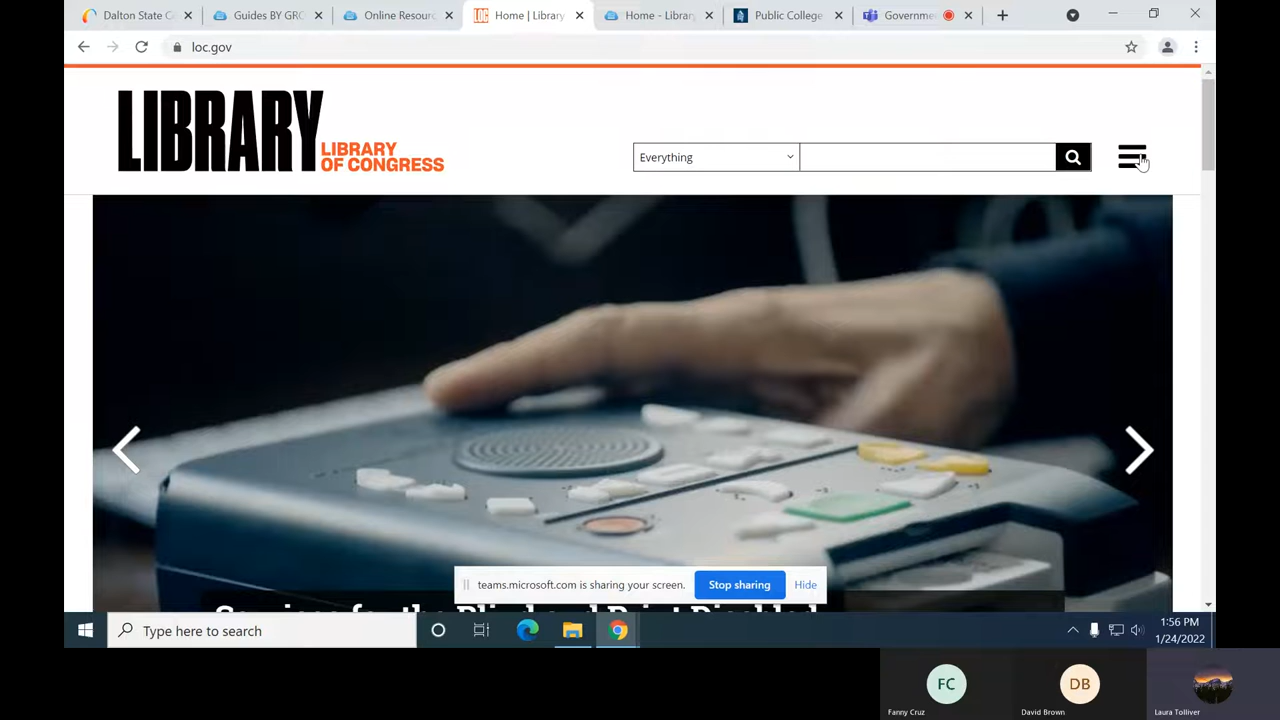 Dalton State C
Guides BY GRO
Online Resourc
Home | Library
Home - Library
Public College
Governme
loc.gov
LIBRARY
LIBRARY
OF CONGRESS
Everything
teams.microsoft.com is sharing your screen.
Stop sharing
Hide
Type here to search
1:56 PM
1/24/2022
FC
DB
Fanny Cruz
David Brown
Laura Tolliver